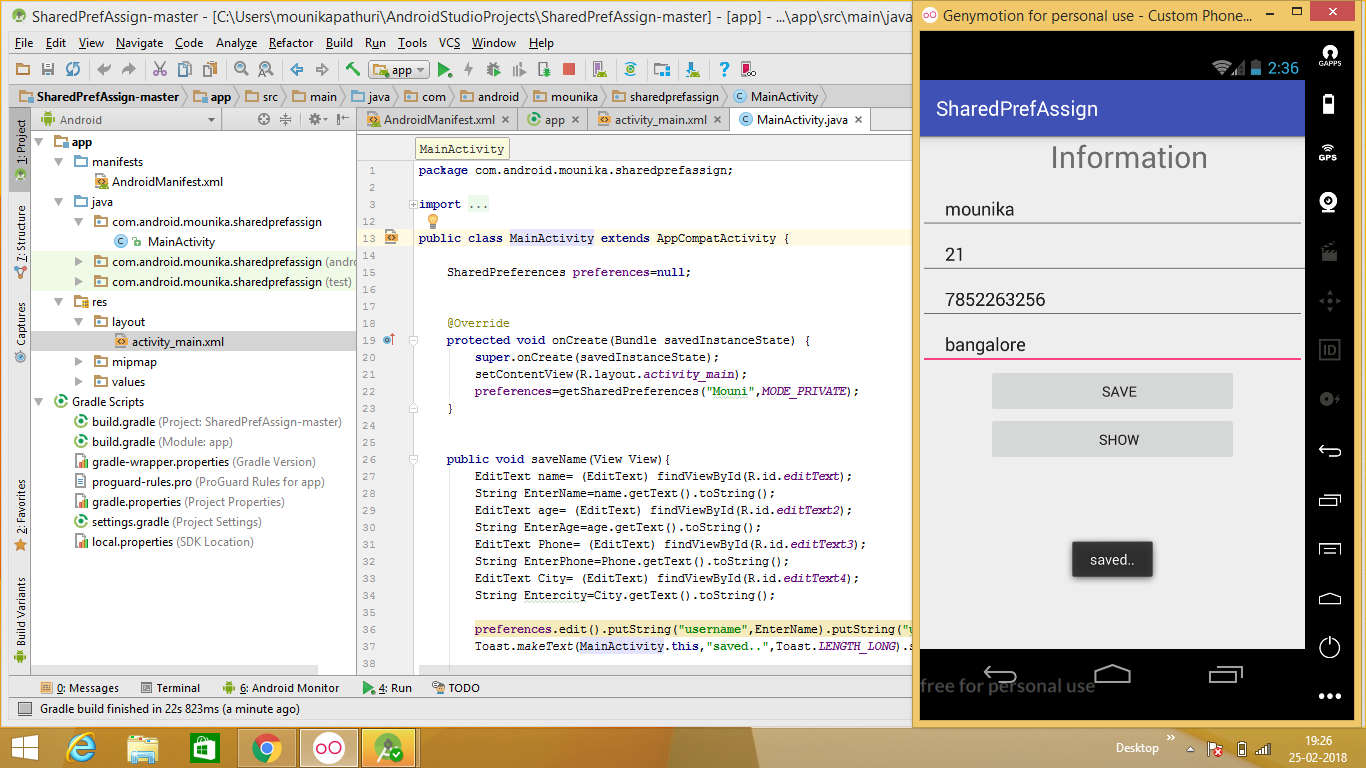 SharedPrefAssign-master - [C:\Users\mounikapathuri\AndroidStudioProjects\SharedPrefAssign-master] - [app] - ...\app\src\main\java
File Edit View Navigate Code Analyze Refactor Build Run Tools VCS Window Help
app
SharedPrefAssign-master app src main java com android mounika sharedprefassign MainActivity
Android
AndroidManifest.xml app activity_main.xml MainActivity.java
1: Project
7: Structure
Captures
2: Favorites
Build Variants
app
manifests
AndroidManifest.xml
java
com.android.mounika.sharedprefassign
MainActivity
com.android.mounika.sharedprefassign (andro
com.android.mounika.sharedprefassign (test)
res
layout
activity_main.xml
mipmap
values
Gradle Scripts
build.gradle (Project: SharedPrefAssign-master)
build.gradle (Module: app)
gradle-wrapper.properties (Gradle Version)
proguard-rules.pro (ProGuard Rules for app)
gradle.properties (Project Properties)
settings.gradle (Project Settings)
local.properties (SDK Location)
MainActivity
1 package com.android.mounika.sharedprefassign;
2
3 import ...
12
13 public class MainActivity extends AppCompatActivity {
14
15 SharedPreferences preferences=null;
16
17
18 @Override
19 protected void onCreate(Bundle savedInstanceState) {
20 super.onCreate(savedInstanceState);
21 setContentView(R.layout.activity_main);
22 preferences=getSharedPreferences("Mouni",MODE_PRIVATE);
23 }
24
25
26 public void saveName(View View){
27 EditText name= (EditText) findViewById(R.id.editText);
28 String EnterName=name.getText().toString();
29 EditText age= (EditText) findViewById(R.id.editText2);
30 String EnterAge=age.getText().toString();
31 EditText Phone= (EditText) findViewById(R.id.editText3);
32 String EnterPhone=Phone.getText().toString();
33 EditText City= (EditText) findViewById(R.id.editText4);
34 String Entercity=City.getText().toString();
35
36 preferences.edit().putString("username",EnterName).putString("u
37 Toast.makeText(MainActivity.this,"saved..",Toast.LENGTH_LONG).s
38
0: Messages Terminal 6: Android Monitor 4: Run TODO
Gradle build finished in 22s 823ms (a minute ago)
Genymotion for personal use - Custom Phone...
2:36
SharedPrefAssign
Information
mounika
21
7852263256
bangalore
SAVE
SHOW
saved..
free for personal use
GAPPS
GPS
ID
Desktop
19:26
25-02-2018